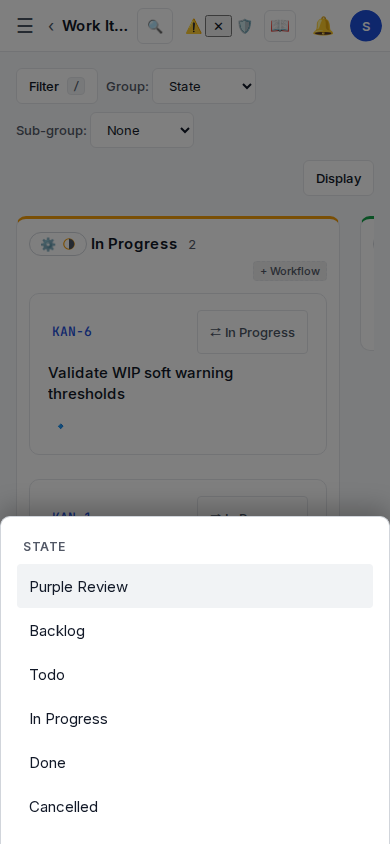 Work It...
S
Filter /
Group: State
Sub-group: None
Display
In Progress 2
+ Workflow
KAN-6
In Progress
Validate WIP soft warning
thresholds
STATE
Purple Review
Backlog
Todo
In Progress
Done
Cancelled